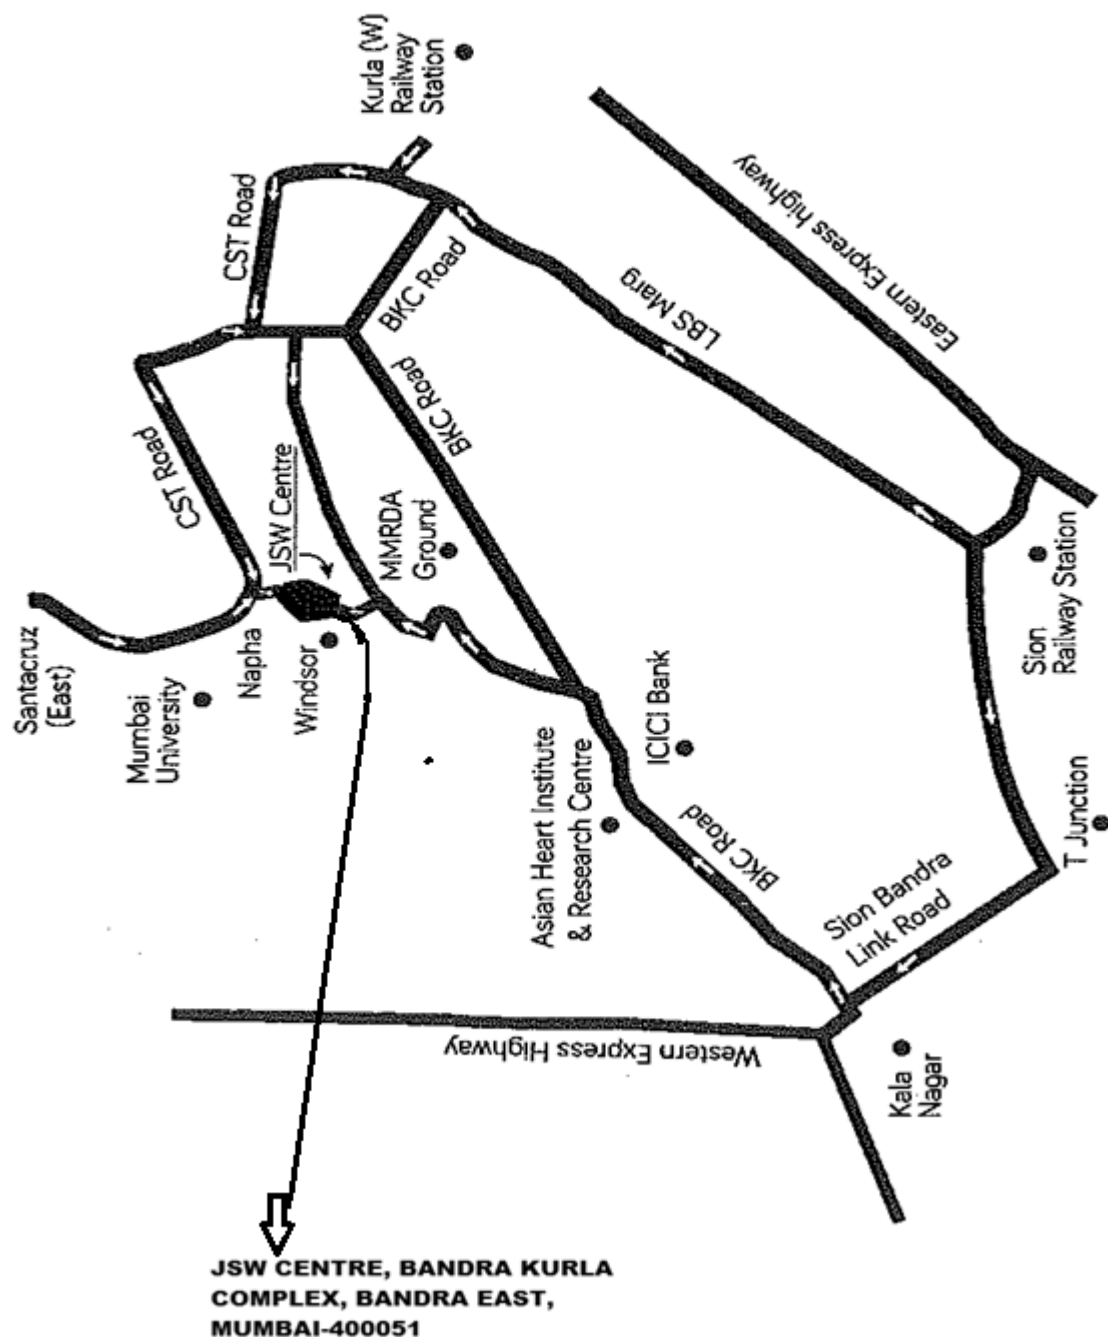 Kurla (W)
Railway
Station
CST Road
BKC Road
Eastern Express highway
LBS Marg
BKC Road
CST Road
JSW Centre
MMRDA
Ground
Santacruz
(East)
Mumbai
University
Napha
Windsor
Sion
Railway Station
ICICI Bank
Asian Heart Institute
& Research Centre
BKC Road
T Junction
Sion Bandra
Link Road
Western Express Highway
Kala
Nagar
JSW CENTRE, BANDRA KURLA
COMPLEX, BANDRA EAST,
MUMBAI-400051